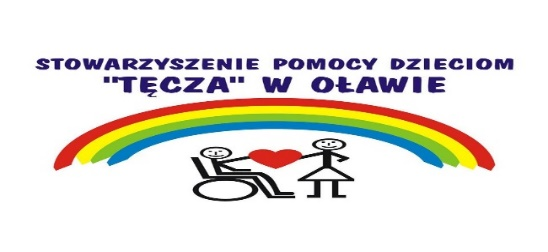 STOWARZYSZENIE POMOCY DZIECIOM
"TĘCZA" W OŁAWIE